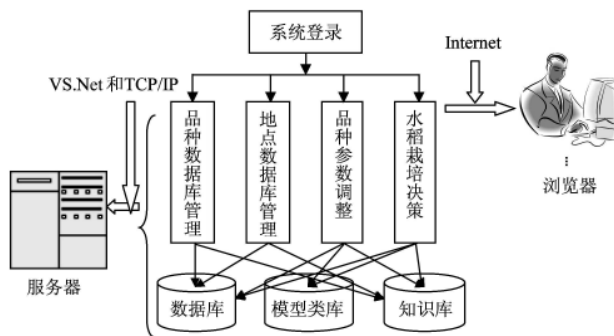 系统登录
Internet
VS.Net 和TCP/IP
品种数据库管理
地点数据库管理
品种参数调整
水稻栽培决策
⋮
浏览器
服务器
数据库
模型类库
知识库